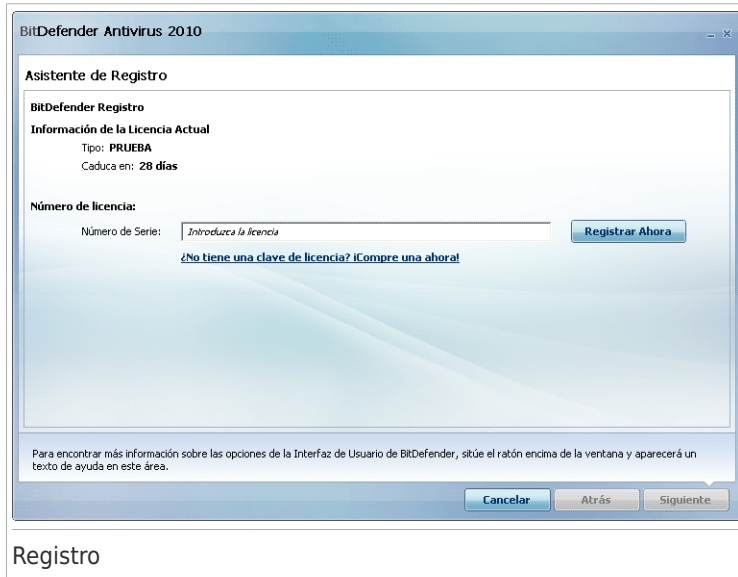 BitDefender Antivirus 2010
Asistente de Registro
BitDefender Registro
Información de la Licencia Actual
Tipo: PRUEBA
Caduca en: 28 días
Número de licencia:
Número de Serie: Introduzca la licencia Registrar Ahora
¿No tiene una clave de licencia? ¡Compre una ahora!
Para encontrar más información sobre las opciones de la Interfaz de Usuario de BitDefender, sitúe el ratón encima de la ventana y aparecerá un
texto de ayuda en este área.
Cancelar Atrás Siguiente
Registro